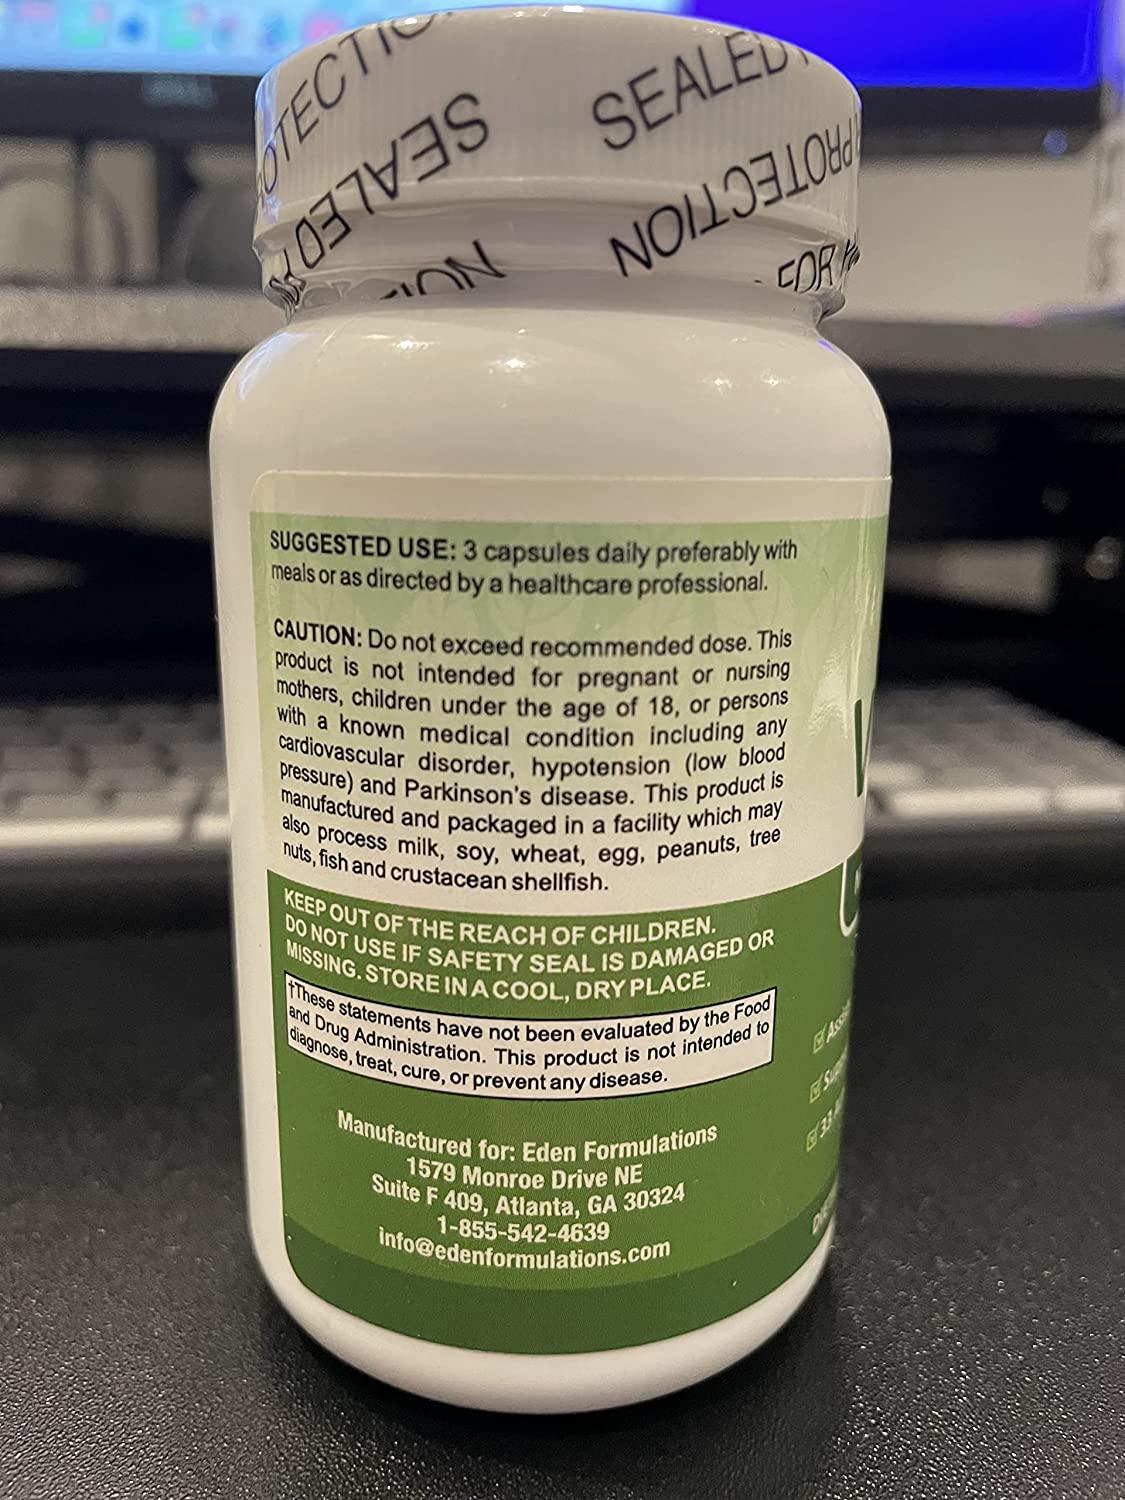 PROTECTION
SEALED
SEALED
PROTECTION
SEALED
FOR
SUGGESTED USE: 3 capsules daily preferably with
meals or as directed by a healthcare professional.
CAUTION: Do not exceed recommended dose. This
product is not intended for pregnant or nursing
mothers, children under the age of 18, or persons
with a known medical condition including any
cardiovascular disorder, hypotension (low blood
pressure) and Parkinson's disease. This product is
manufactured and packaged in a facility which may
also process milk, soy, wheat, egg, peanuts, tree
nuts, fish and crustacean shellfish.
KEEP OUT OF THE REACH OF CHILDREN.
DO NOT USE IF SAFETY SEAL IS DAMAGED OR
MISSING. STORE IN A COOL, DRY PLACE.
†These statements have not been evaluated by the Food
and Drug Administration. This product is not intended to
diagnose, treat, cure, or prevent any disease.
Manufactured for: Eden Formulations
1579 Monroe Drive NE
Suite F 409, Atlanta, GA 30324
1-855-542-4639
info@edenformulations.com